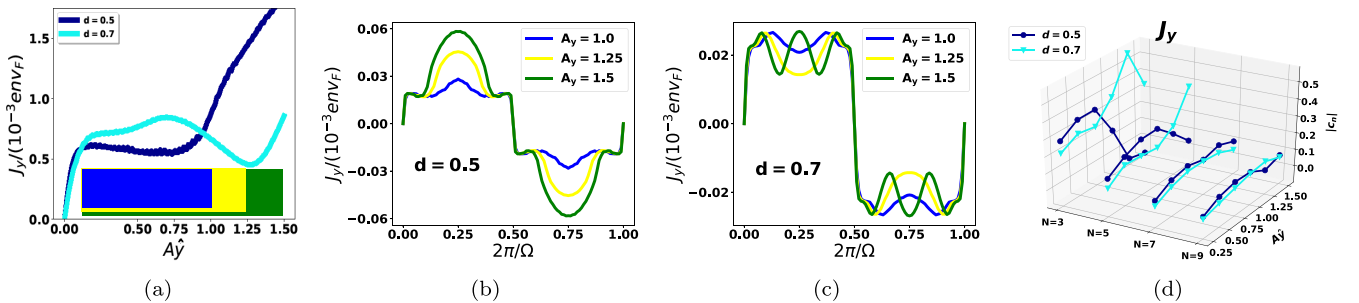 J_y/(10^{-3}env_F)
d = 0.5
d = 0.7
1.5
1.0
0.5
0.0
0.00 0.25 0.50 0.75 1.00 1.25 1.50
Aŷ
(a)
J_y/(10^{-3}env_F)
0.06
0.03
0.00
−0.03
−0.06
A_y = 1.0
A_y = 1.25
A_y = 1.5
d = 0.5
0.00 0.25 0.50 0.75 1.00
2π/Ω
(b)
J_y/(10^{-3}env_F)
0.02
0.00
−0.02
A_y = 1.0
A_y = 1.25
A_y = 1.5
d = 0.7
0.00 0.25 0.50 0.75 1.00
2π/Ω
(c)
d = 0.5
d = 0.7
J_y
0.5
0.4
0.3
0.2
0.1
0.0
|c_n|
N=3
N=5
N=7
N=9
0.25
0.50
0.75
1.00
1.25
1.50
Aŷ
(d)